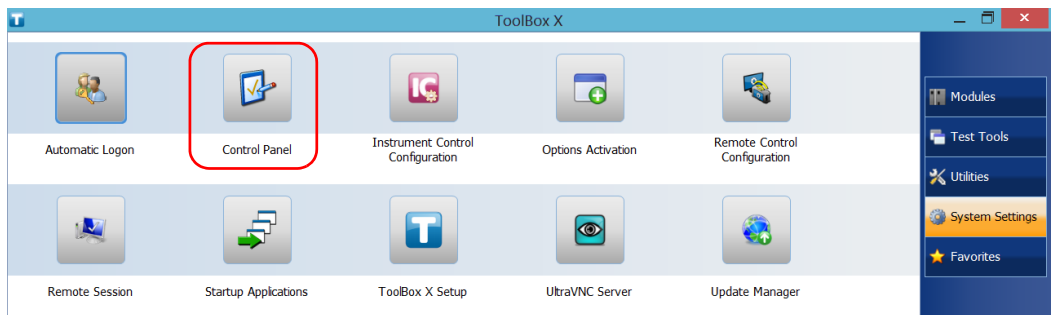 ToolBox X
Automatic Logon
Control Panel
Instrument Control
Configuration
Options Activation
Remote Control
Configuration
Remote Session
Startup Applications
ToolBox X Setup
UltraVNC Server
Update Manager
Modules
Test Tools
Utilities
System Settings
Favorites
T
IC
T